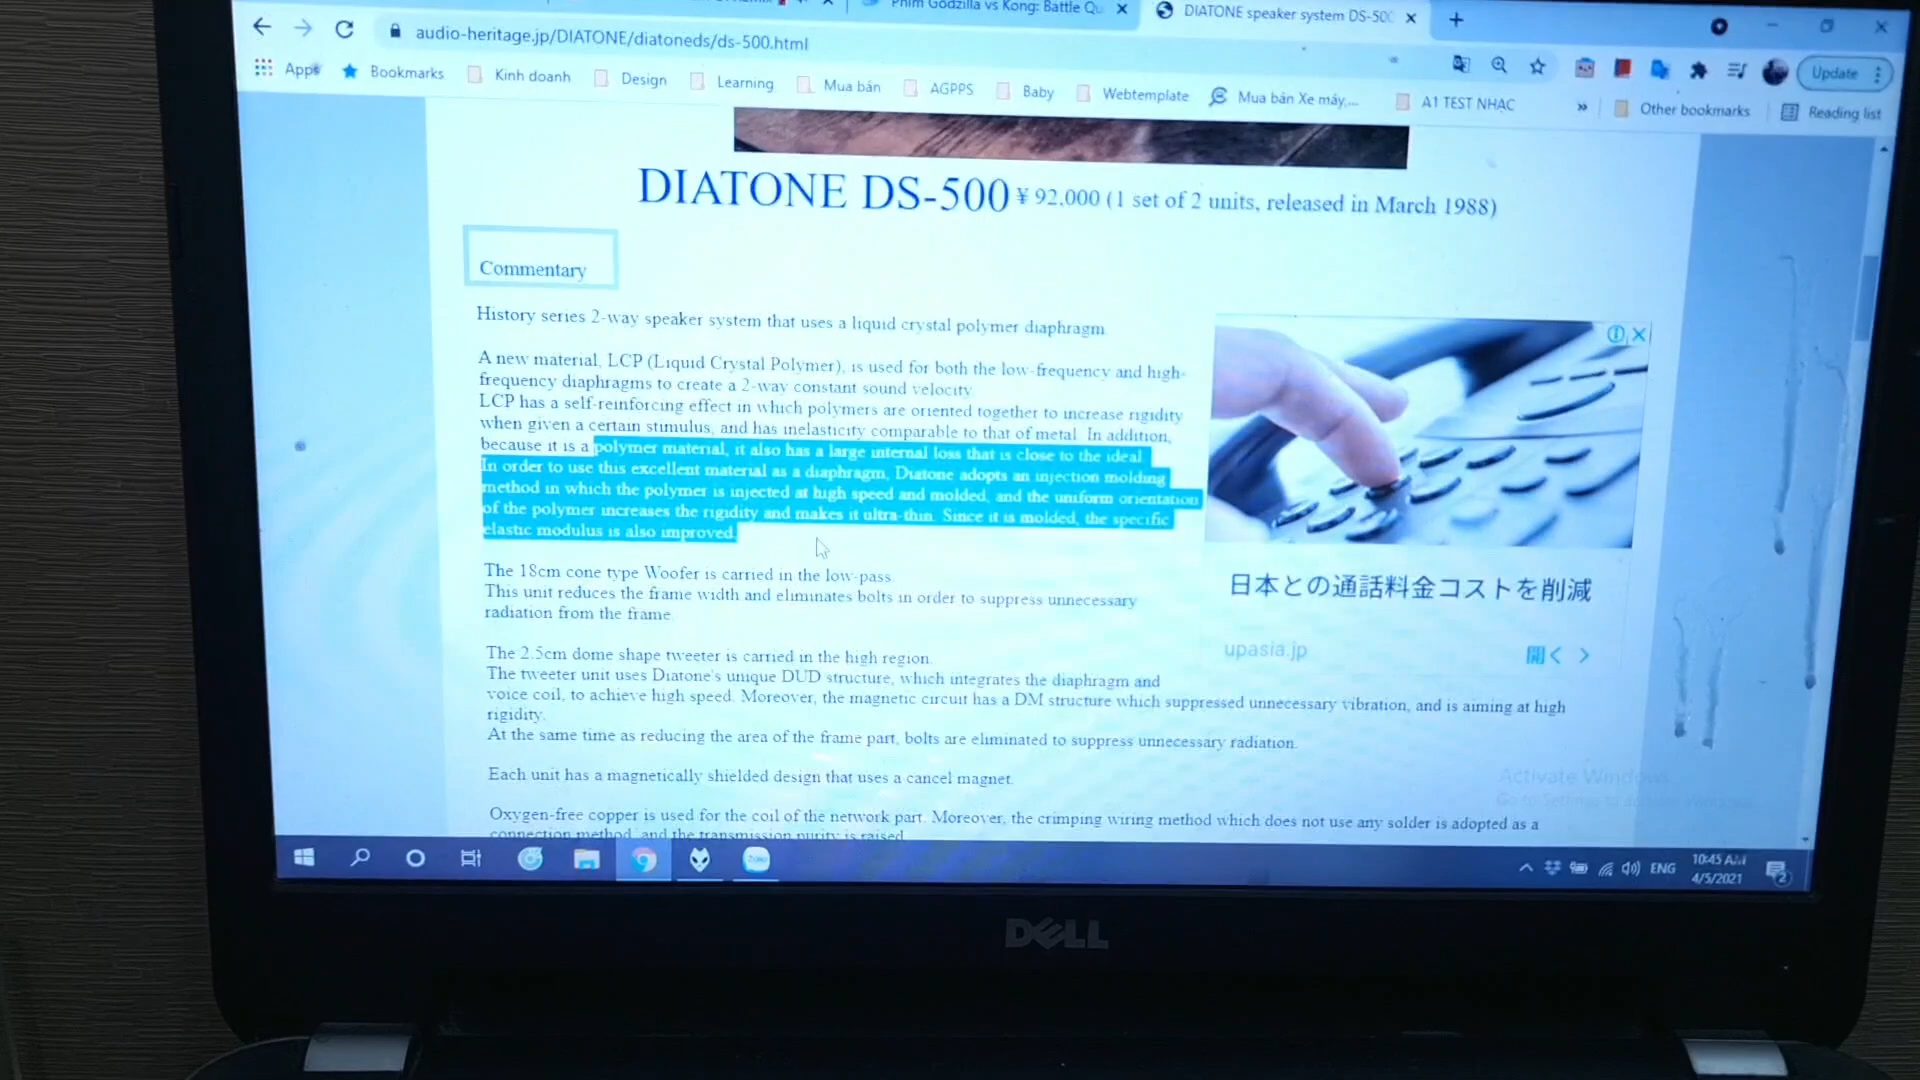 Phim Godzilla vs Kong: Battle Qu
DIATONE speaker system DS-500
audio-heritage.jp/DIATONE/diatoneds/ds-500.html
Update
Apps
Bookmarks
Kinh doanh
Design
Learning
Mua bán
AGPPS
Baby
Webtemplate
Mua bán Xe máy,...
A1 TEST NHẠC
»
Other bookmarks
Reading list
DIATONE DS-500 ¥ 92,000 (1 set of 2 units, released in March 1988)
Commentary
History series 2-way speaker system that uses a liquid crystal polymer diaphragm.
A new material, LCP (Liquid Crystal Polymer), is used for both the low-frequency and high-
frequency diaphragms to create a 2-way constant sound velocity.
LCP has a self-reinforcing effect in which polymers are oriented together to increase rigidity
when given a certain stimulus, and has inelasticity comparable to that of metal. In addition,
because it is a polymer material, it also has a large internal loss that is close to the ideal.
In order to use this excellent material as a diaphragm, Diatone adopts an injection molding
method in which the polymer is injected at high speed and molded, and the uniform orientation
of the polymer increases the rigidity and makes it ultra-thin. Since it is molded, the specific
elastic modulus is also improved.
The 18cm cone type Woofer is carried in the low-pass.
This unit reduces the frame width and eliminates bolts in order to suppress unnecessary
radiation from the frame.
The 2.5cm dome shape tweeter is carried in the high region.
The tweeter unit uses Diatone's unique DUD structure, which integrates the diaphragm and
voice coil, to achieve high speed. Moreover, the magnetic circuit has a DM structure which suppressed unnecessary vibration, and is aiming at high
rigidity.
At the same time as reducing the area of the frame part, bolts are eliminated to suppress unnecessary radiation.
Each unit has a magnetically shielded design that uses a cancel magnet.
Oxygen-free copper is used for the coil of the network part. Moreover, the crimping wiring method which does not use any solder is adopted as a
connection method, and the transmission purity is raised.
日本との通話料金コストを削減
upasia.jp
開く
Activate Windows
Zalo
ENG
10:45 AM
4/5/2021
2
DELL